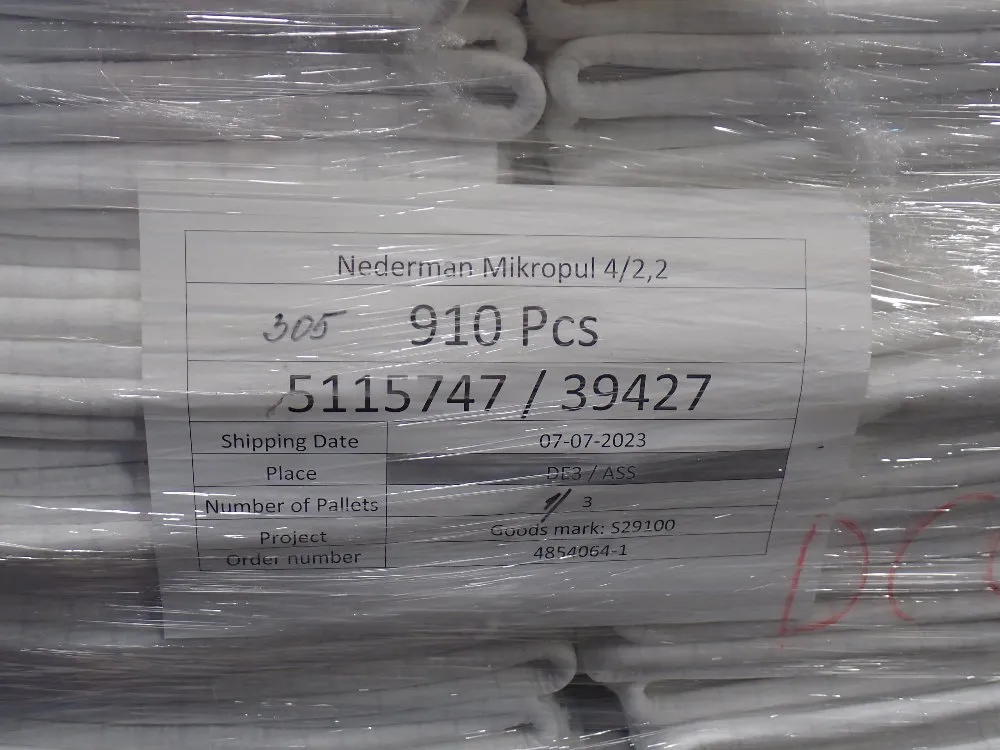 Nederman Mikropul 4/2,2
305 910 Pcs
5115747 / 39427
Shipping Date 07-07-2023
Place DE3 / ASS
Number of Pallets 1/ 3
Project Goods mark: S29100
Order number 4854064-1